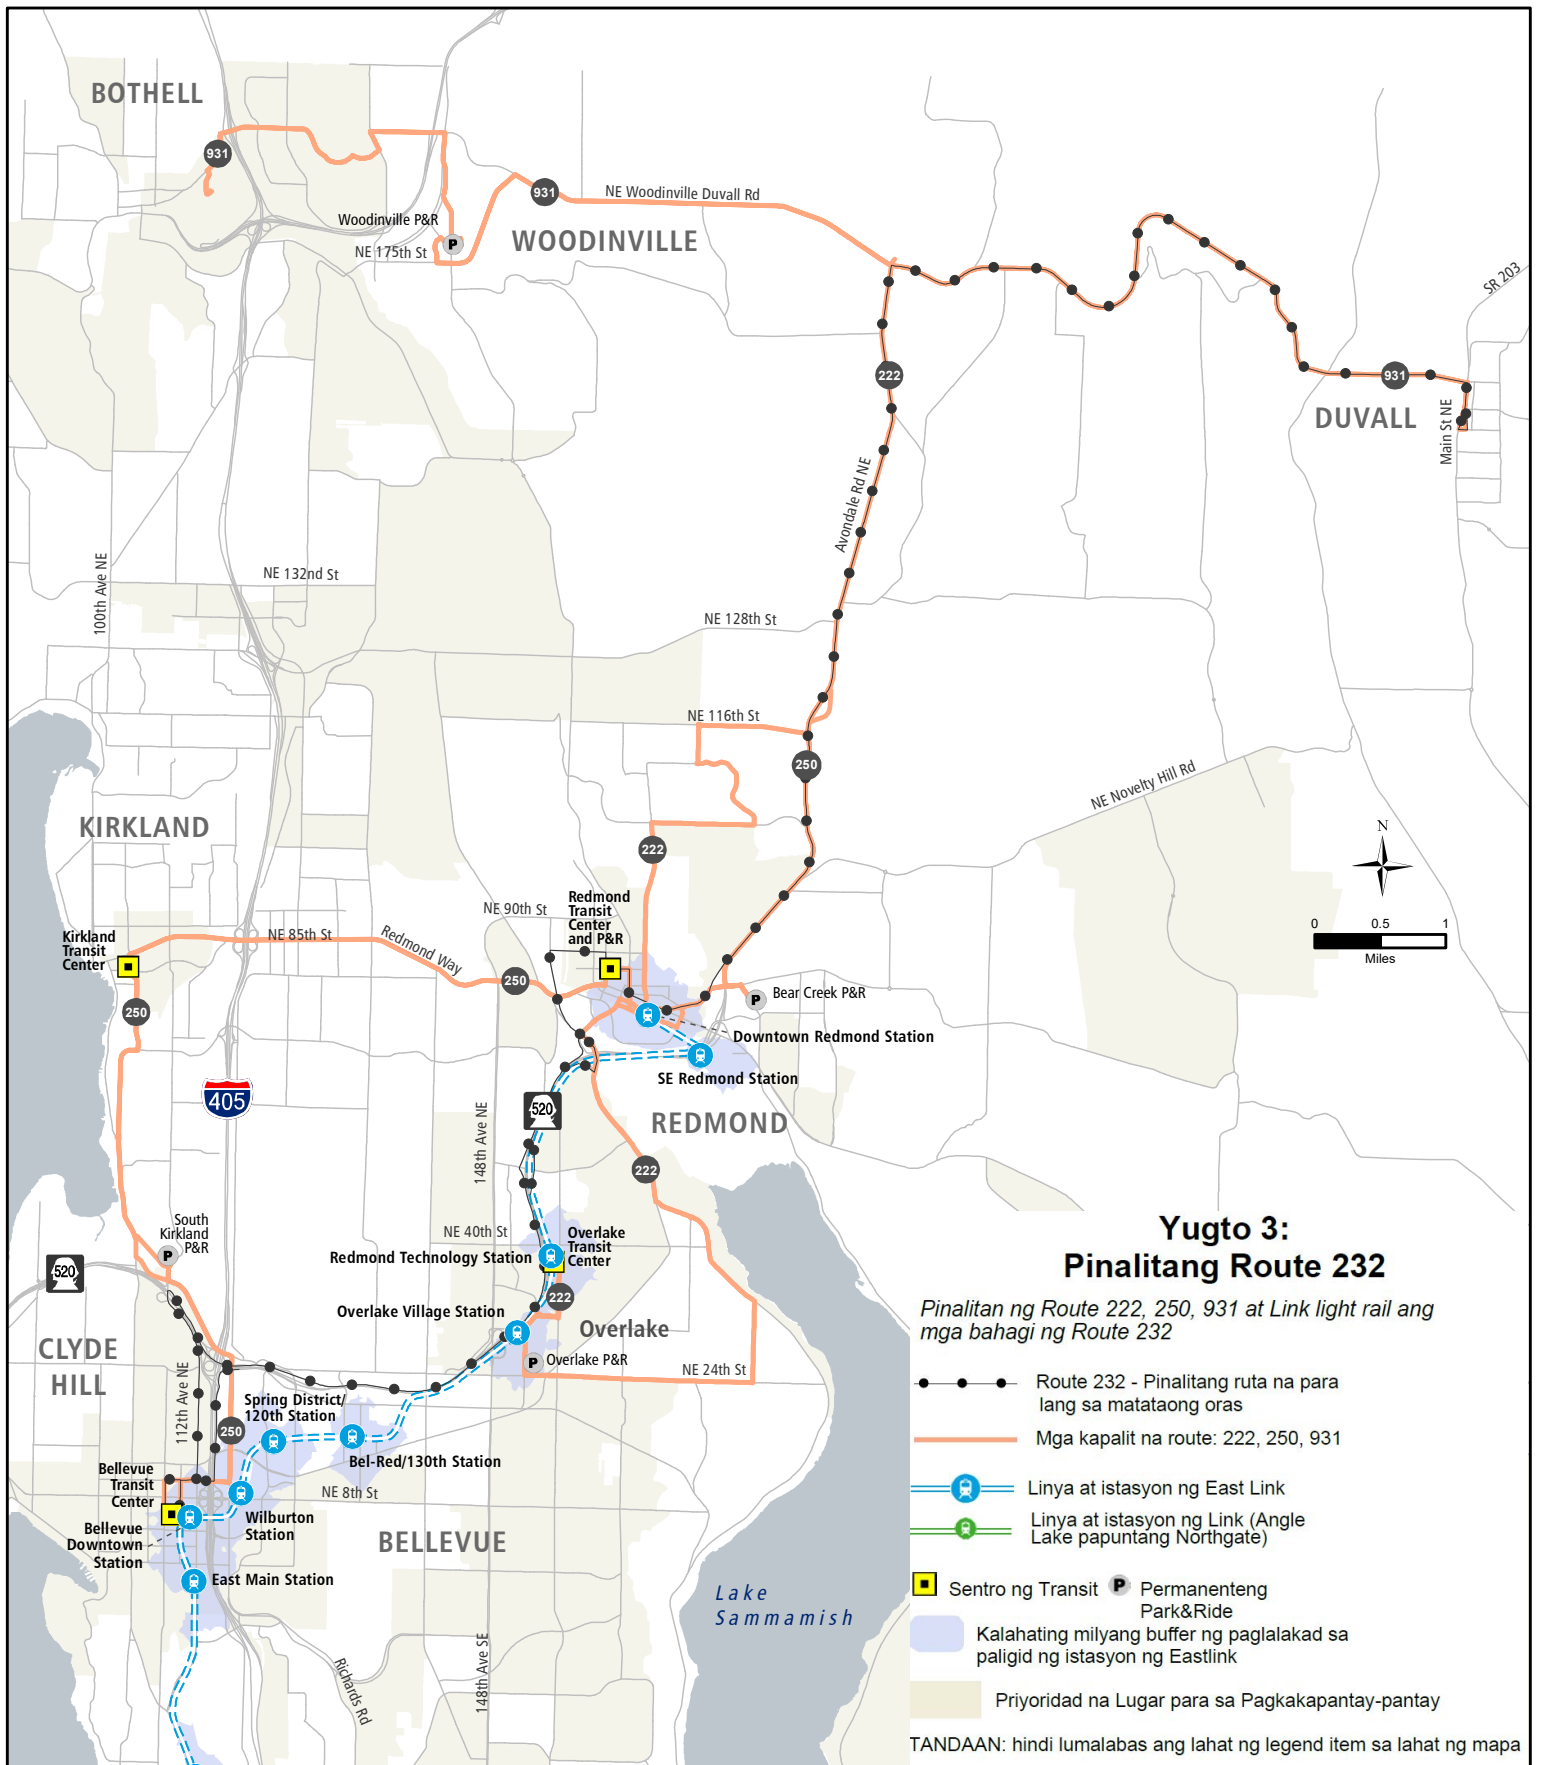 BOTHELL
931
931
NE Woodinville Duvall Rd
Woodinville P&R
P
NE 175th St
WOODINVILLE
SR 203
222
931
DUVALL
Main St NE
Avondale Rd NE
100th Ave NE
NE 132nd St
NE 128th St
NE 116th St
250
NE Novelty Hill Rd
KIRKLAND
222
N
0 0.5 1
Miles
Redmond
Transit
Center
and P&R
NE 90th St
Kirkland
Transit
Center
NE 85th St
Redmond Way
250
250
P
Bear Creek P&R
Downtown Redmond Station
SE Redmond Station
405
520
REDMOND
148th Ave NE
222
South
Kirkland
P&R
P
NE 40th St
Overlake
Transit
Center
Redmond Technology Station
520
222
Overlake Village Station
Overlake
CLYDE
HILL
P
Overlake P&R
NE 24th St
112th Ave NE
Spring District/
120th Station
250
Bel-Red/130th Station
Bellevue
Transit
Center
NE 8th St
Wilburton
Station
Bellevue
Downtown
Station
BELLEVUE
East Main Station
Lake
Sammamish
Richards Rd
148th Ave SE
Yugto 3:
Pinalitang Route 232
Pinalitan ng Route 222, 250, 931 at Link light rail ang
mga bahagi ng Route 232
Route 232 - Pinalitang ruta na para
lang sa matataong oras
Mga kapalit na route: 222, 250, 931
Linya at istasyon ng East Link
Linya at istasyon ng Link (Angle
Lake papuntang Northgate)
Sentro ng Transit
P
Permanenteng
Park&Ride
Kalahating milyang buffer ng paglalakad sa
paligid ng istasyon ng Eastlink
Priyoridad na Lugar para sa Pagkakapantay-pantay
TANDAAN: hindi lumalabas ang lahat ng legend item sa lahat ng mapa